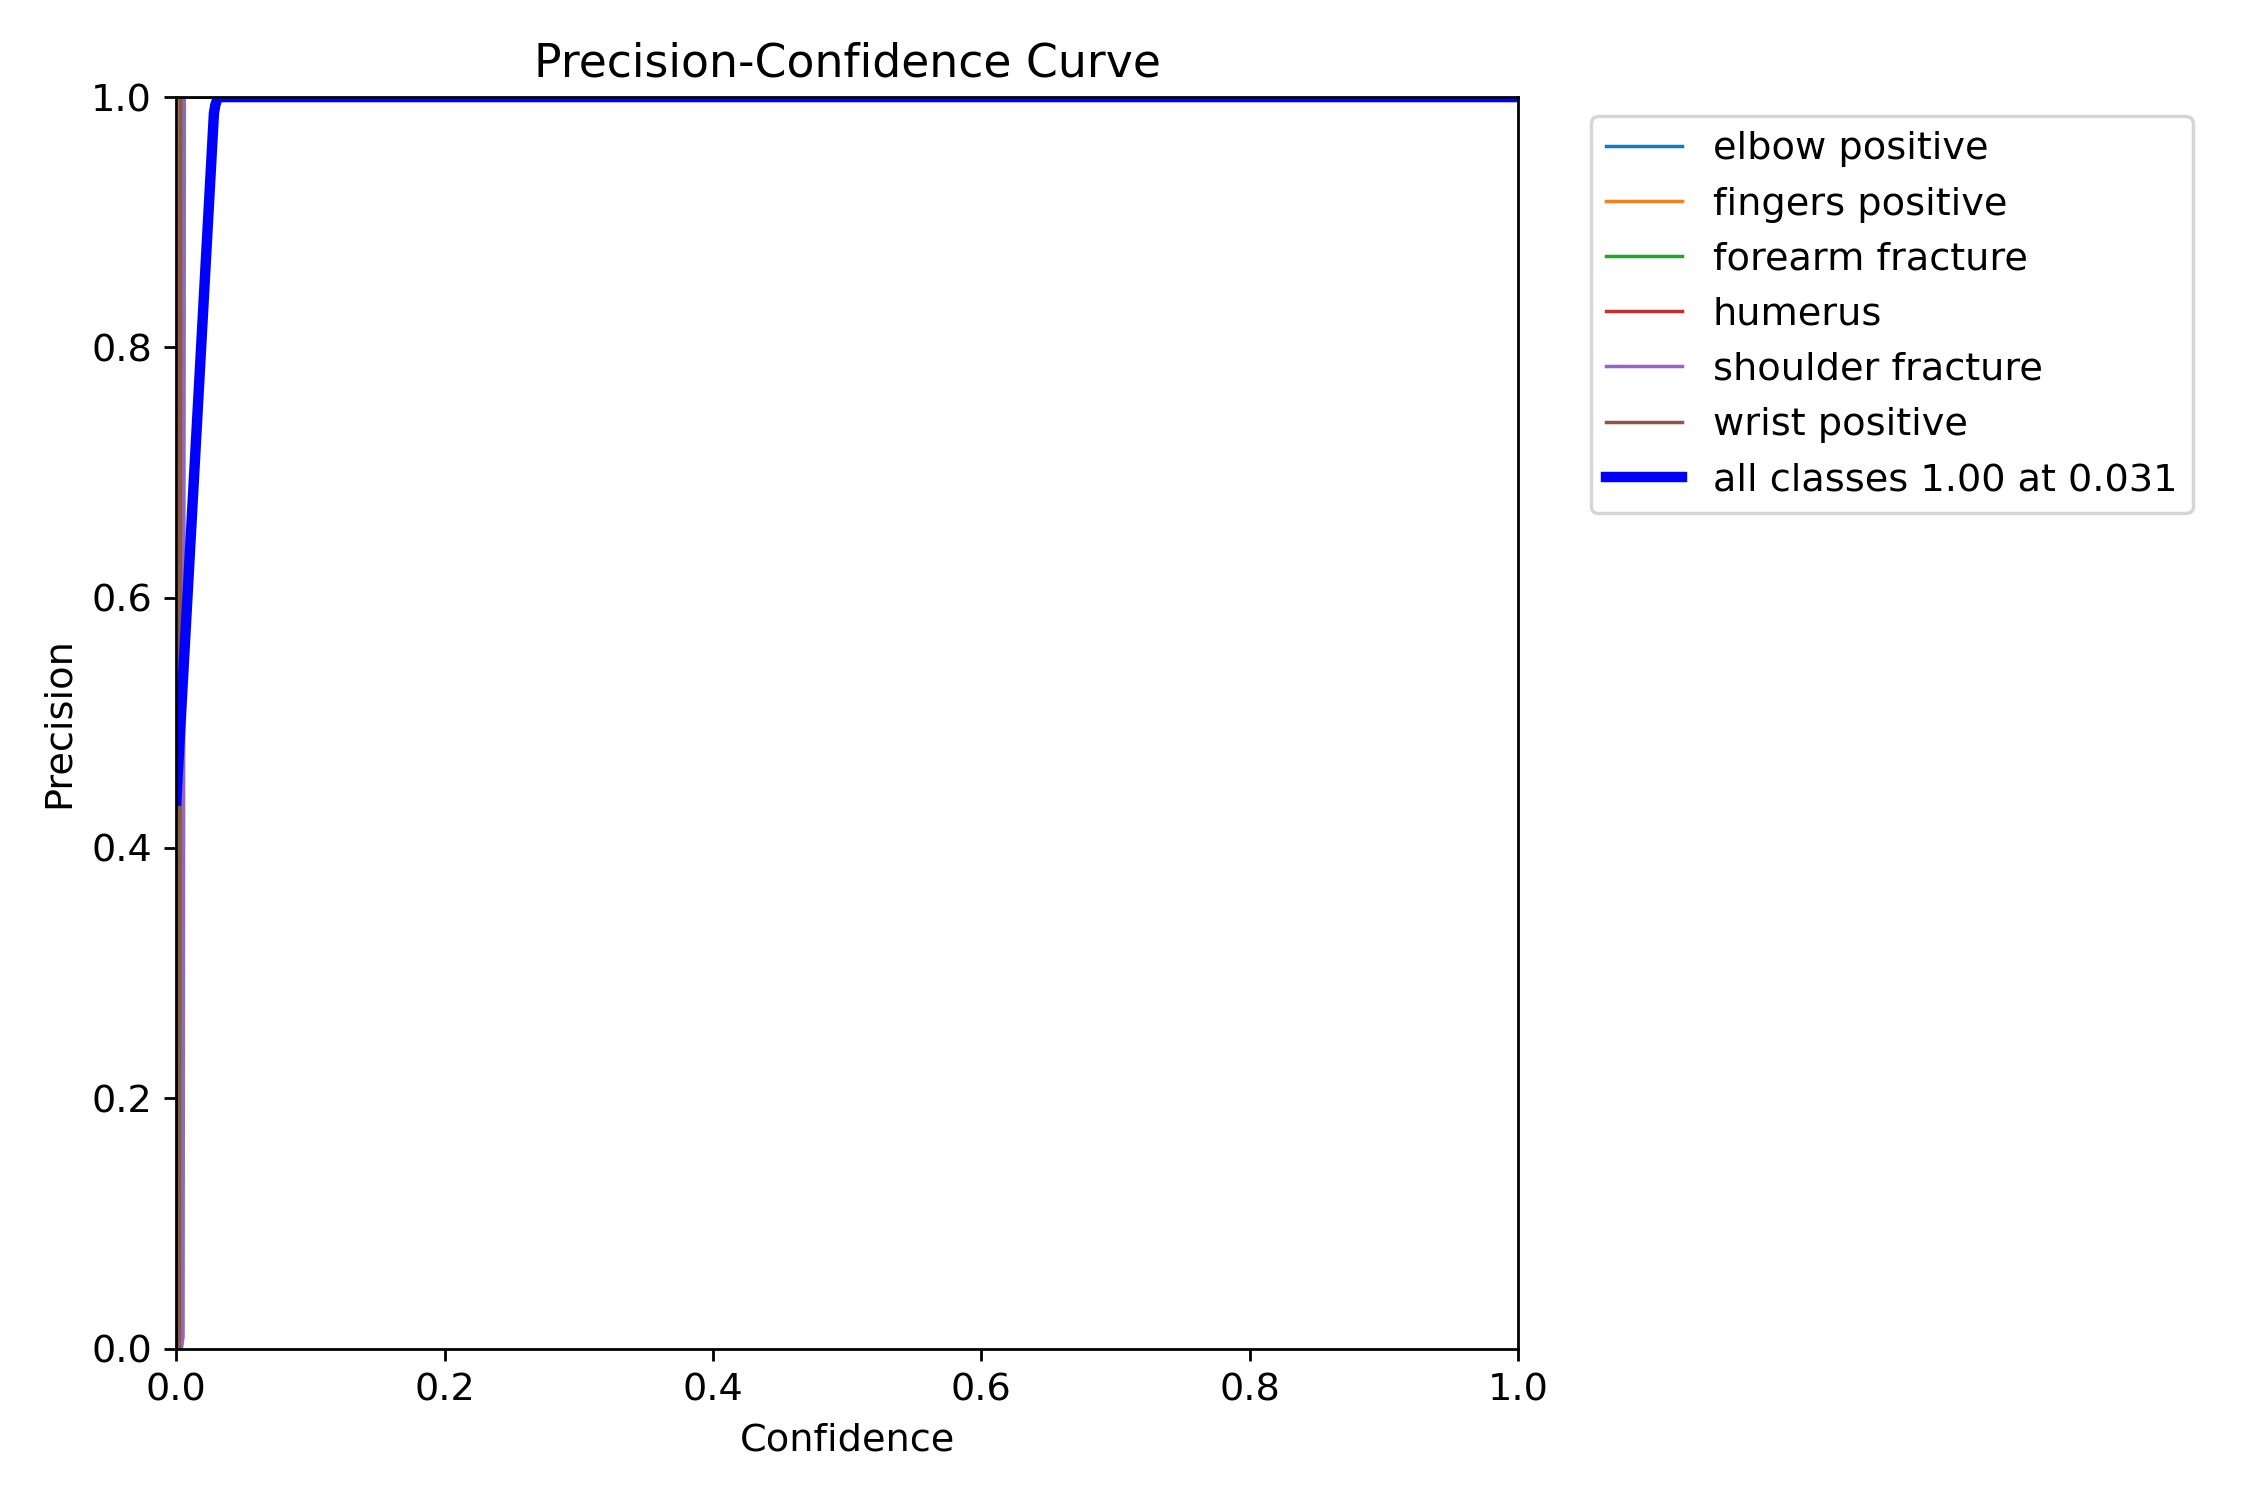 Precision-Confidence Curve
1.0
0.8
0.6
0.4
0.2
0.0
Precision
0.0 0.2 0.4 0.6 0.8 1.0
Confidence
elbow positive
fingers positive
forearm fracture
humerus
shoulder fracture
wrist positive
all classes 1.00 at 0.031